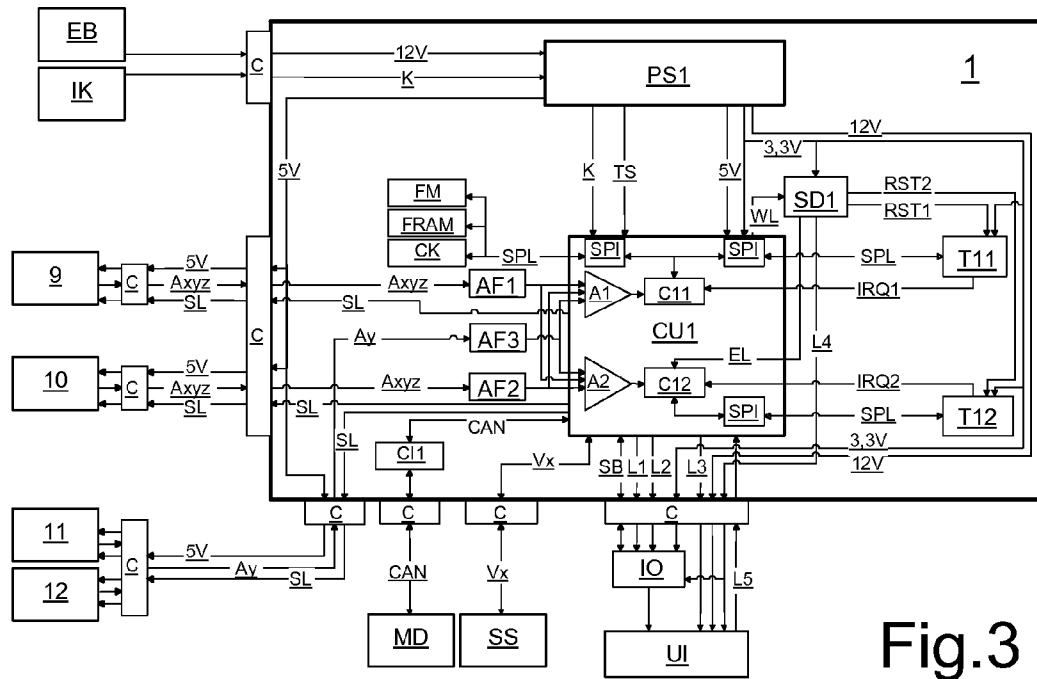 EB
IK
C
12V
K
PS1
1
12V
3,3V
5V
K
TS
5V
FM
FRAM
CK
SPL
SPI
SPI
WL
SD1
RST2
RST1
SPL
T11
IRQ1
9
5V
C
Axyz
SL
C
Axyz
AF1
SL
A1
C11
CU1
Ay
AF3
EL
L4
10
5V
C
Axyz
SL
Axyz
AF2
SL
A2
C12
IRQ2
SPI
SPL
T12
CAN
SL
CI1
Vx
SB
L1
L2
L3
3,3V
12V
C
C
C
C
11
12
C
5V
Ay
SL
CAN
Vx
IO
L5
MD
SS
UI
Fig.3